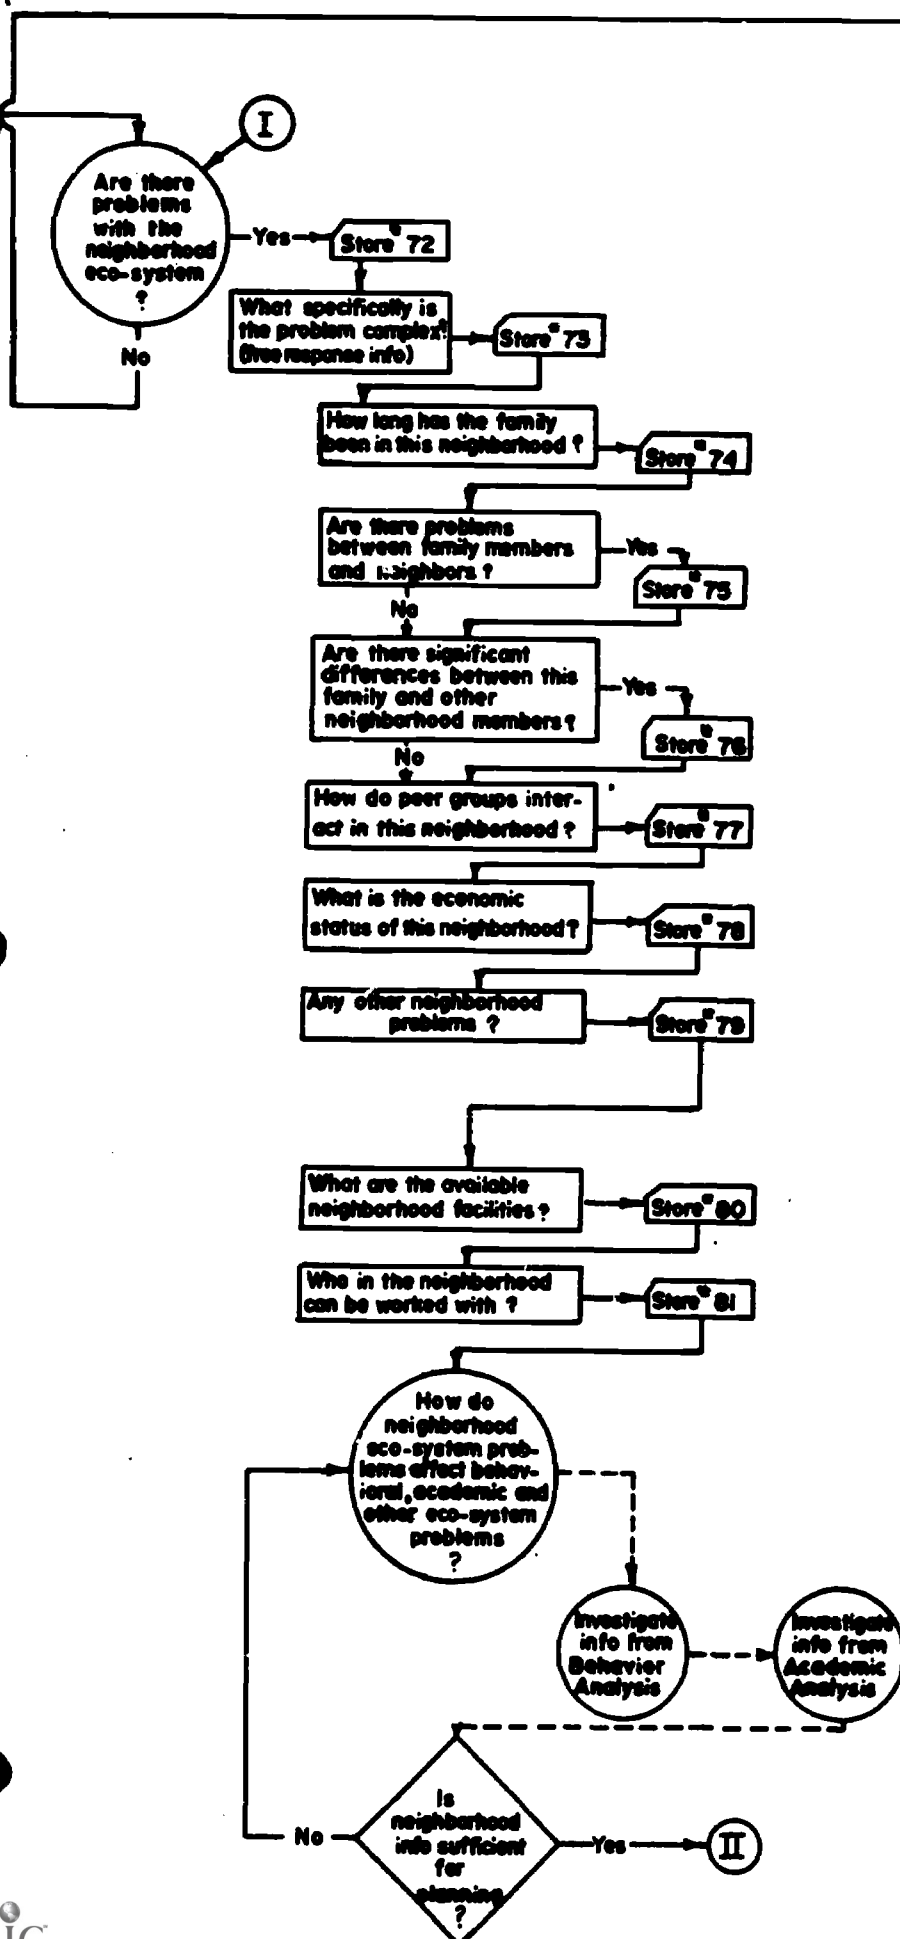 I
Are there
problems
with the
neighborhood
eco-system
?
Yes
Store # 72
No
What specifically is
the problem complex?
(free response info)
Store # 73
How long has the family
been in this neighborhood ?
Store # 74
Are there problems
between family members
and neighbors ?
Yes
Store # 75
No
Are there significant
differences between this
family and other
neighborhood members ?
Yes
Store # 76
No
How do peer groups inter-
act in this neighborhood ?
Store # 77
What is the economic
status of this neighborhood ?
Store # 78
Any other neighborhood
problems ?
Store # 79
What are the available
neighborhood facilities ?
Store # 80
Who in the neighborhood
can be worked with ?
Store # 81
How do
neighborhood
eco-system prob-
lems affect behav-
ioral, academic and
other eco-system
problems
?
Investigate
info from
Behavior
Analysis
Investigate
info from
Academic
Analysis
Is
neighborhood
info sufficient
for
planning
?
No
Yes
II